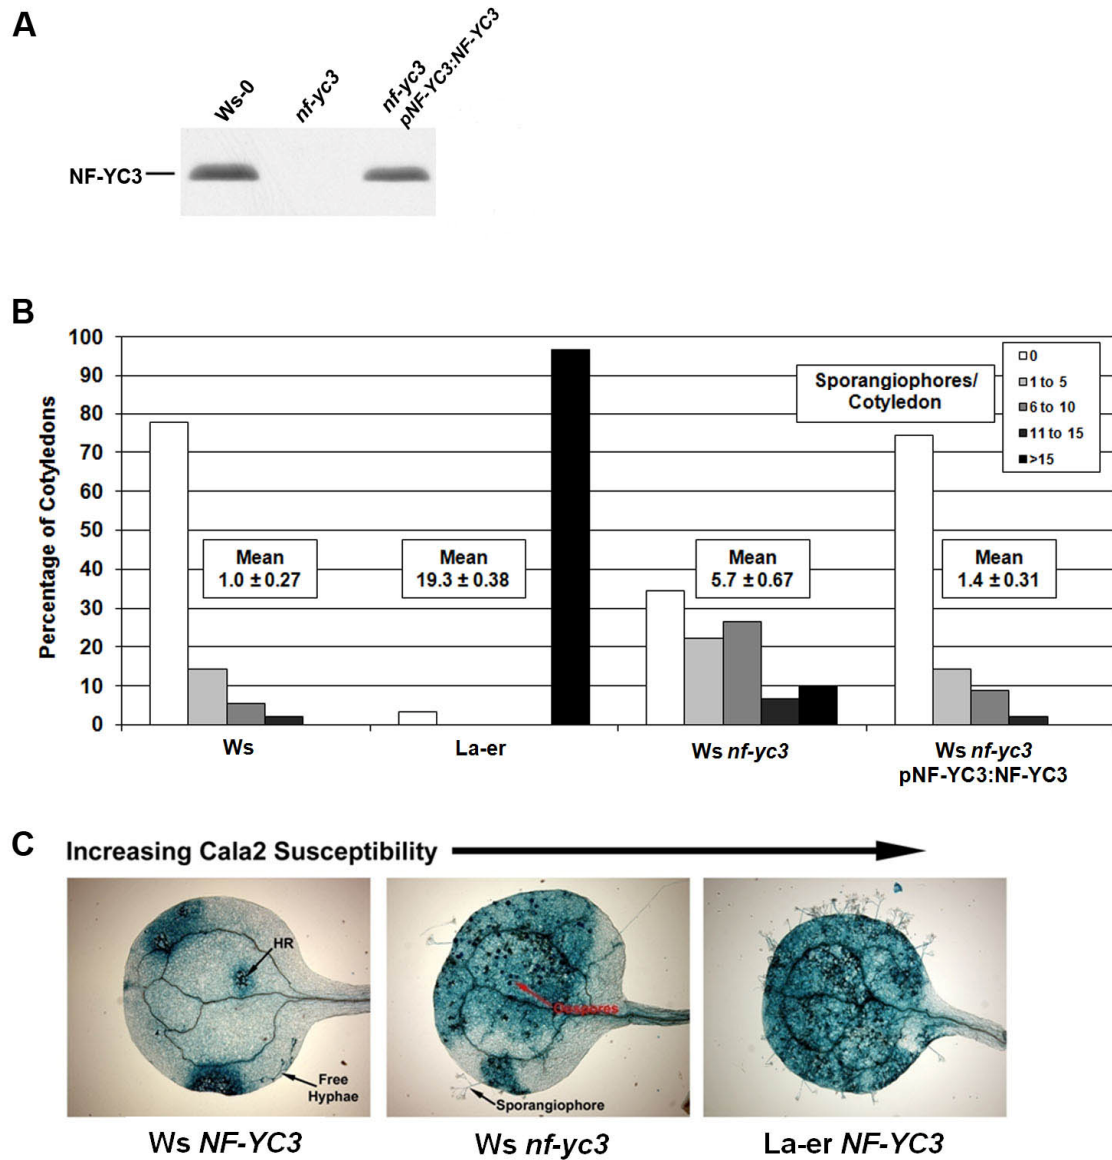 A
Ws-0
nf-yc3
nf-yc3
pNF-YC3:NF-YC3
NF-YC3
B
100
90
80
70
60
50
40
30
20
10
0
Percentage of Cotyledons
Sporangiophores/
Cotyledon
0
1 to 5
6 to 10
11 to 15
>15
Mean
1.0 ± 0.27
Mean
19.3 ± 0.38
Mean
5.7 ± 0.67
Mean
1.4 ± 0.31
Ws
La-er
Ws nf-yc3
Ws nf-yc3
pNF-YC3:NF-YC3
C
Increasing Cala2 Susceptibility
HR
Free
Hyphae
Oospores
Sporangiophore
Ws NF-YC3
Ws nf-yc3
La-er NF-YC3